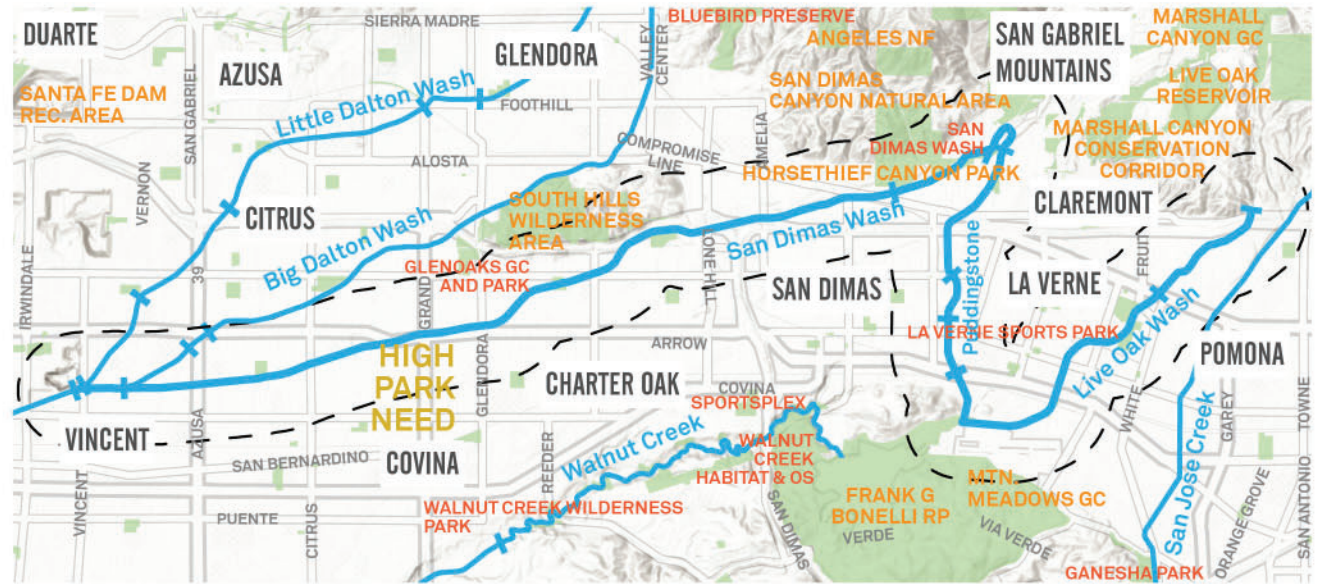 DUARTE
SIERRA MADRE
BLUEBIRD PRESERVE
MARSHALL
CANYON GC
GLENDORA
VALLEY
CENTER
ANGELES NF
SAN GABRIEL
MOUNTAINS
AZUSA
SANTA FE DAM
REC. AREA
SAN GABRIEL
Little Dalton Wash
FOOTHILL
SAN DIMAS
CANYON NATURAL AREA
LIVE OAK
RESERVOIR
COMPROMISE
LINE
AMELIA
SAN
DIMAS WASH
MARSHALL CANYON
CONSERVATION
CORRIDOR
VERNON
ALOSTA
HORSETHIEF CANYON PARK
CITRUS
SOUTH HILLS
WILDERNESS
AREA
CLAREMONT
Big Dalton Wash
San Dimas Wash
IRWINDALE
39
GLENOAKS GC
AND PARK
GRAND
LONE HILL
SAN DIMAS
Puddingstone
LA VERNE
FRUIT
LA VERNE SPORTS PARK
Live Oak Wash
ARROW
POMONA
HIGH
PARK
NEED
GLENDORA
CHARTER OAK
COVINA
SPORTSPLEX
WHITE
GAREY
TOWNE
VINCENT
AZUSA
SAN BERNARDINO
COVINA
REEDER
Walnut Creek
WALNUT
CREEK
HABITAT & OS
San Jose Creek
VINCENT
PUENTE
CITRUS
WALNUT CREEK WILDERNESS
PARK
SAN DIMAS
FRANK G
BONELLI RP
VERDE
MTN.
MEADOWS GC
VIA VERDE
ORANGE GROVE
SAN ANTONIO
GANESHA PARK